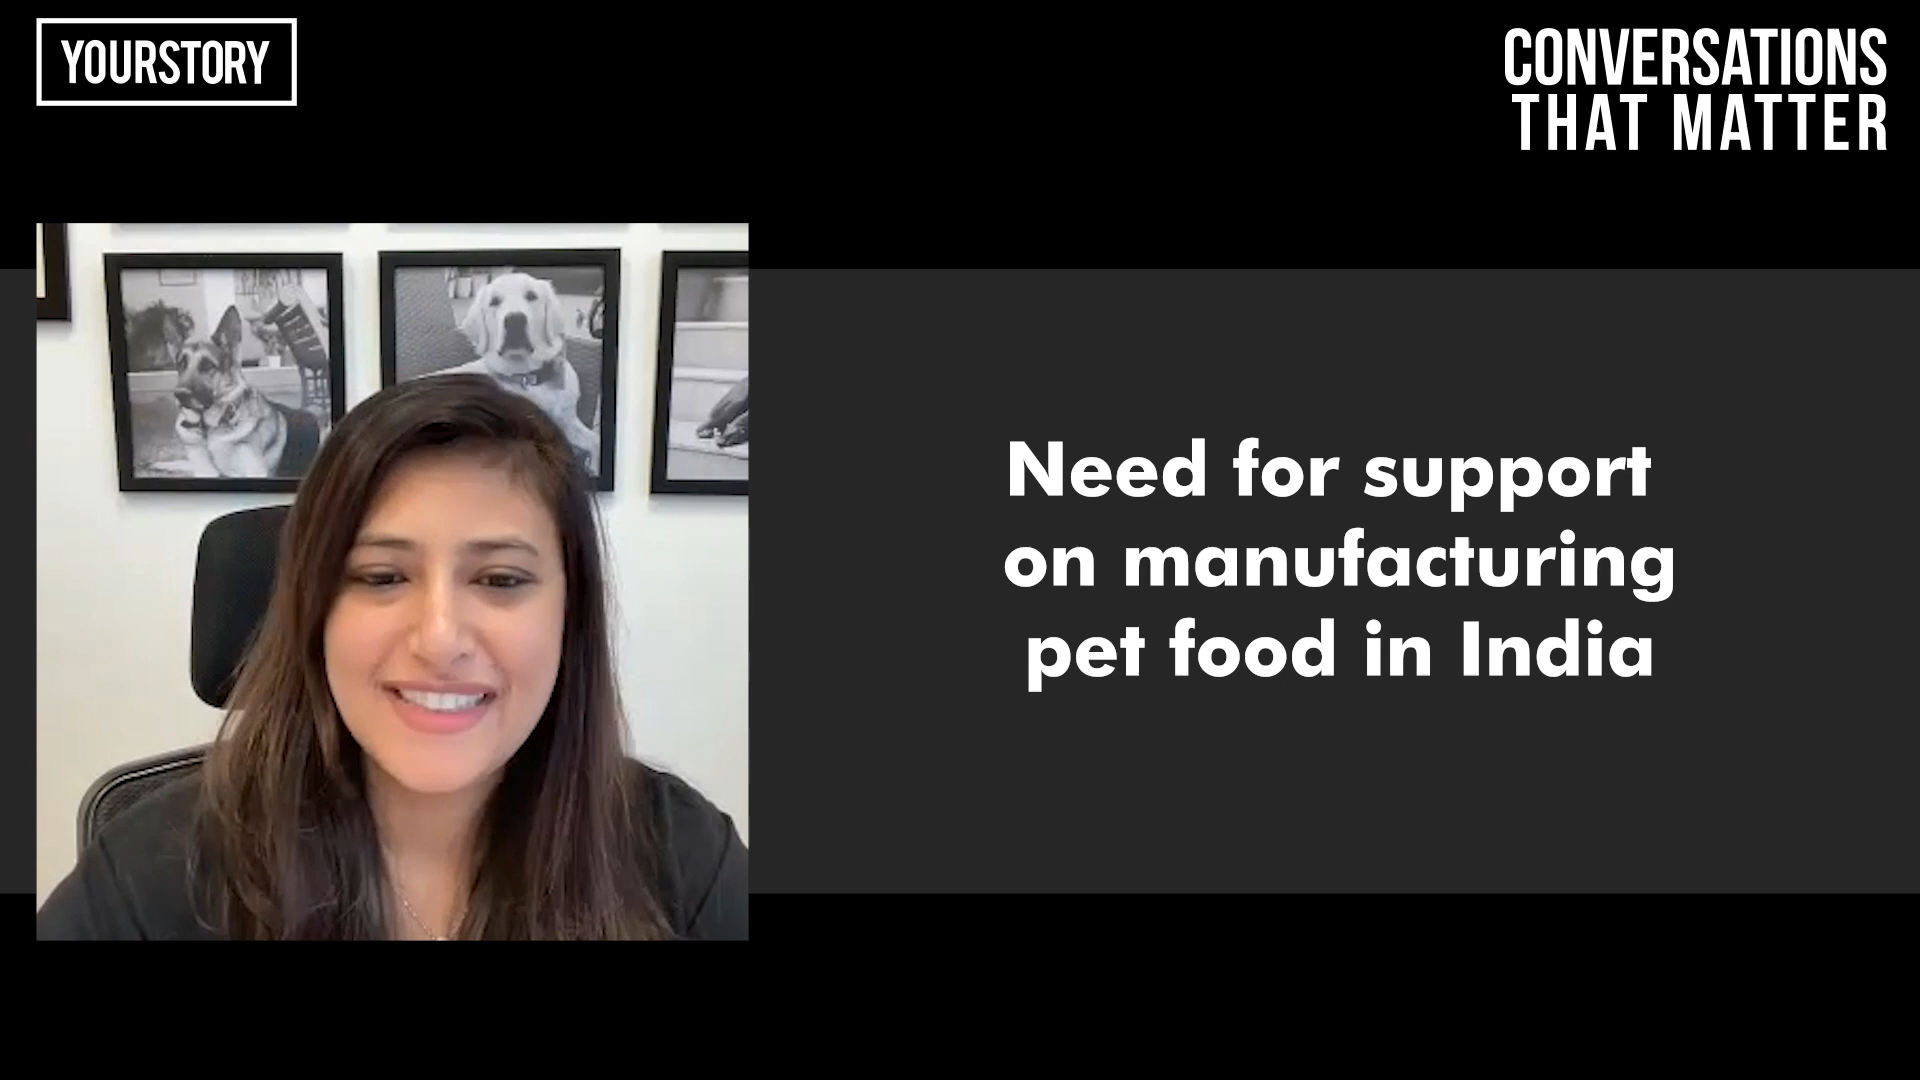 YOURSTORY
CONVERSATIONS
THAT MATTER
Need for support
on manufacturing
pet food in India